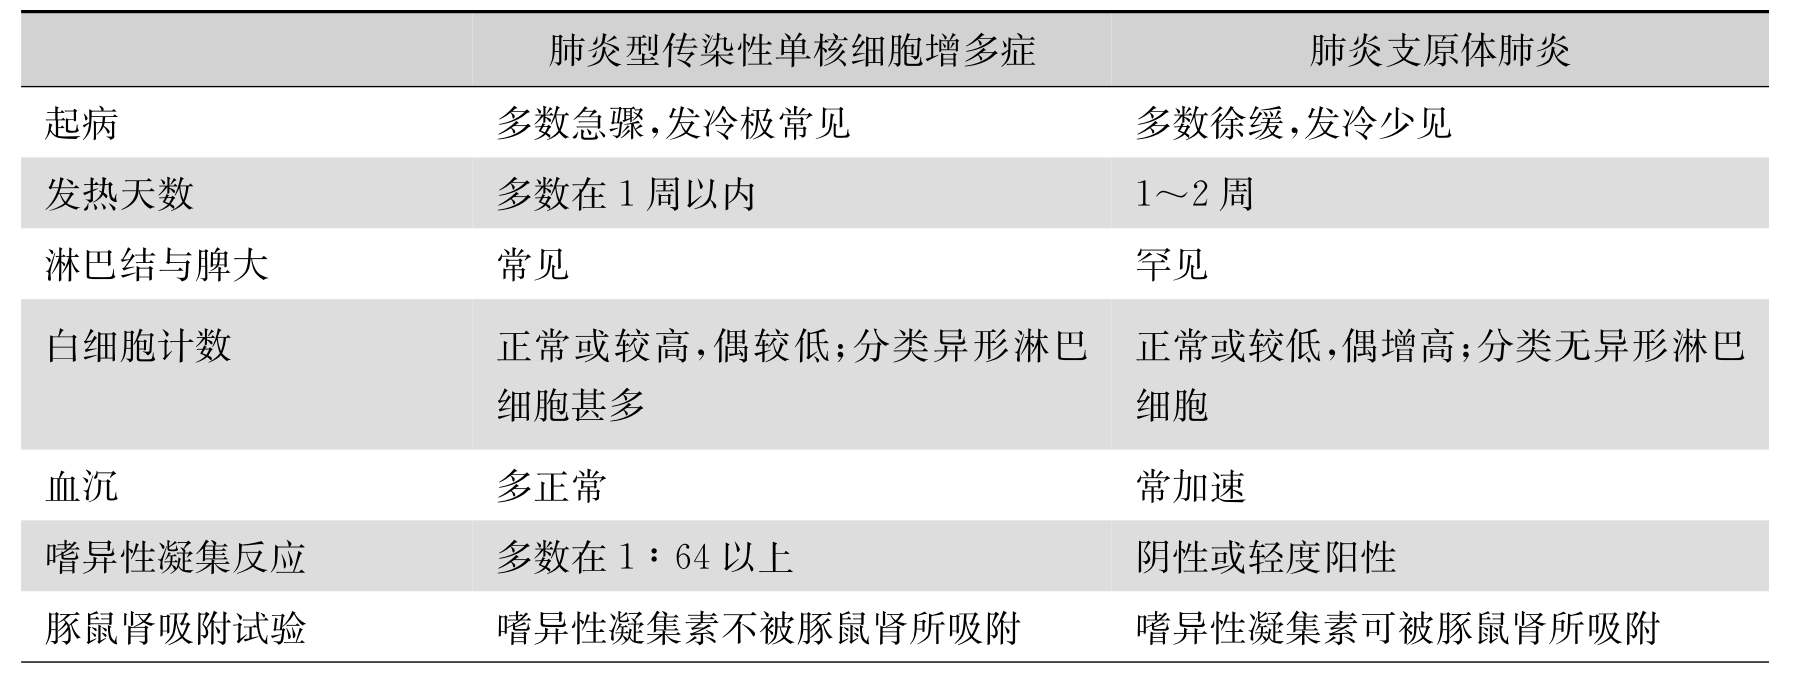 肺炎型传染性单核细胞增多症 肺炎支原体肺炎
起病 多数急骤,发冷极常见 多数徐缓,发冷少见
发热天数 多数在1周以内 1～2周
淋巴结与脾大 常见 罕见
白细胞计数 正常或较高,偶较低;分类异形淋巴 正常或较低,偶增高;分类无异形淋巴
细胞甚多 细胞
血沉 多正常 常加速
嗜异性凝集反应 多数在1∶64以上 阴性或轻度阳性
豚鼠肾吸附试验 嗜异性凝集素不被豚鼠肾所吸附 嗜异性凝集素可被豚鼠肾所吸附